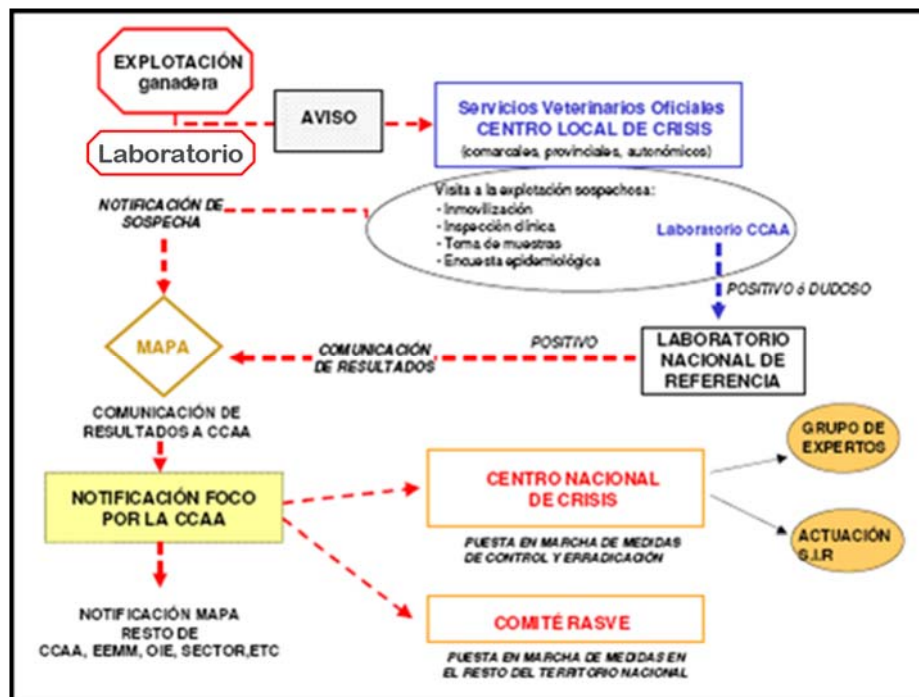 EXPLOTACIÓN
ganadera
Laboratorio
AVISO
Servicios Veterinarios Oficiales
CENTRO LOCAL DE CRISIS
(comarcales, provinciales, autonómicos)
NOTIFICACIÓN DE
SOSPECHA
Visita a la explotación sospechosa:
- Inmovilización
- Inspección clínica
- Toma de muestras
- Encuesta epidemiológica
Laboratorio CCAA
POSITIVO ó DUDOSO
MAPA
COMUNICACIÓN
DE RESULTADOS
POSITIVO
LABORATORIO
NACIONAL DE
REFERENCIA
COMUNICACIÓN DE
RESULTADOS A CCAA
GRUPO DE
EXPERTOS
NOTIFICACIÓN FOCO
POR LA CCAA
CENTRO NACIONAL
DE CRISIS
PUESTA EN MARCHA DE MEDIDAS
DE CONTROL Y ERRADICACIÓN
ACTUACIÓN
S.I.R
NOTIFICACIÓN MAPA
RESTO DE
CCAA, EEMM, OIE, SECTOR,ETC
COMITÉ RASVE
PUESTA EN MARCHA DE MEDIDAS EN
EL RESTO DEL TERRITORIO NACIONAL